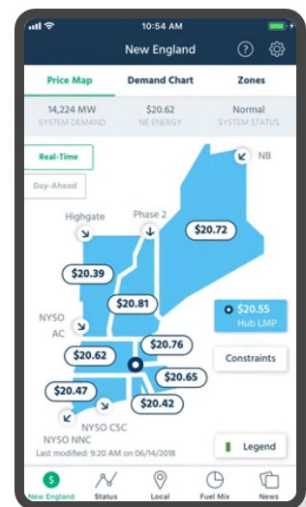 10:54 AM
New England
?
Price Map
Demand Chart
Zones
14,224 MW
SYSTEM DEMAND
$20.62
NE ENERGY
Normal
SYSTEM STATUS
Real-Time
Day-Ahead
NB
Highgate
Phase 2
$20.72
$20.39
$20.81
$20.55
Hub LMP
NYSO
AC
$20.76
$20.62
Constraints
$20.65
$20.47
$20.42
NYSO CSC
NYSO NNC
Legend
Last modified: 9:20 AM on 06/14/2018
$
New England
Status
Local
Fuel Mix
News